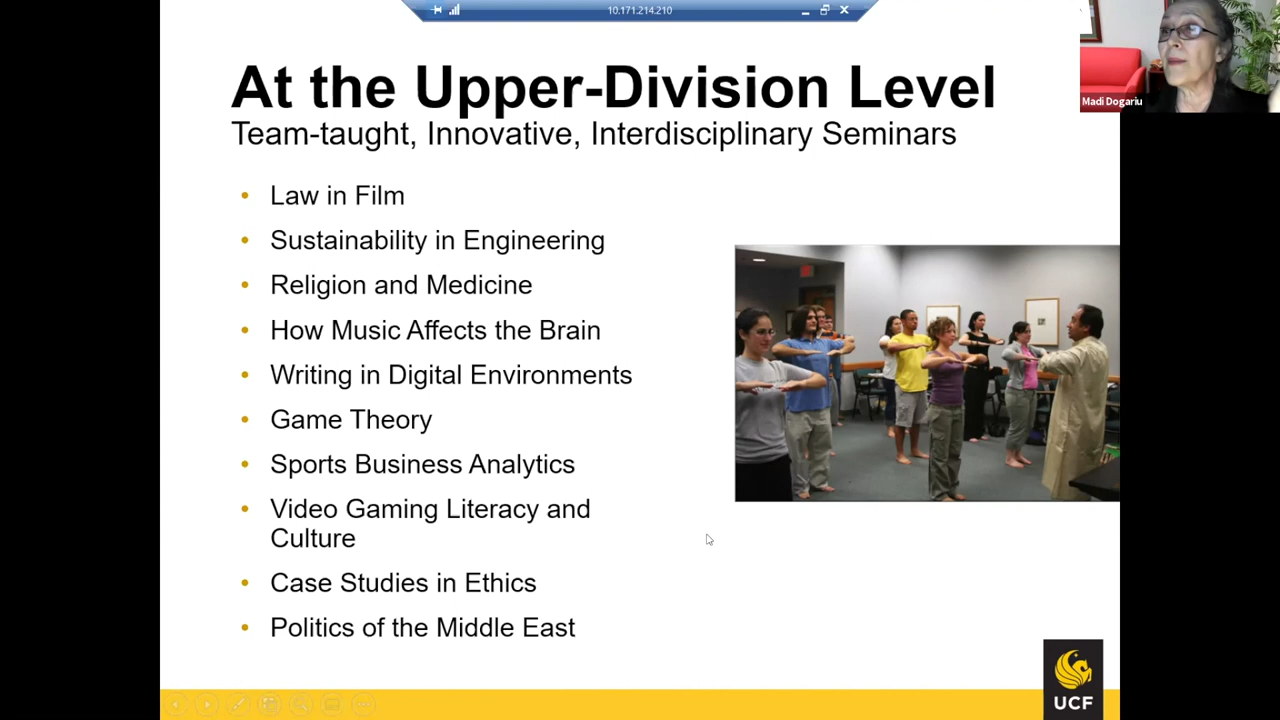 10.171.214.210
At the Upper-Division Level
Team-taught, Innovative, Interdisciplinary Seminars
• Law in Film
• Sustainability in Engineering
• Religion and Medicine
• How Music Affects the Brain
• Writing in Digital Environments
• Game Theory
• Sports Business Analytics
• Video Gaming Literacy and
Culture
• Case Studies in Ethics
• Politics of the Middle East
Madi Dogariu
UCF